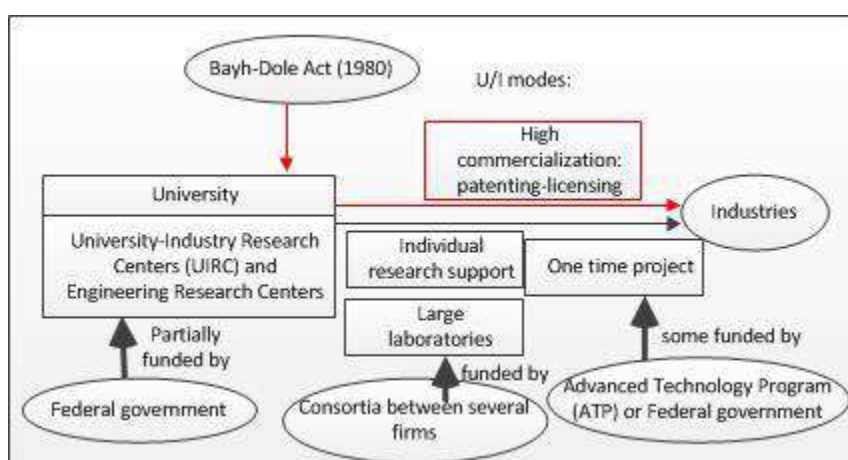 Bayh-Dole Act (1980)
U/I modes:
High
commercialization:
patenting-licensing
University
Industries
University-Industry Research
Centers (UIRC) and
Engineering Research Centers
Individual
research support
One time project
Large
laboratories
Partially
funded by
funded by
some funded by
Federal government
Consortia between several
firms
Advanced Technology Program
(ATP) or Federal government